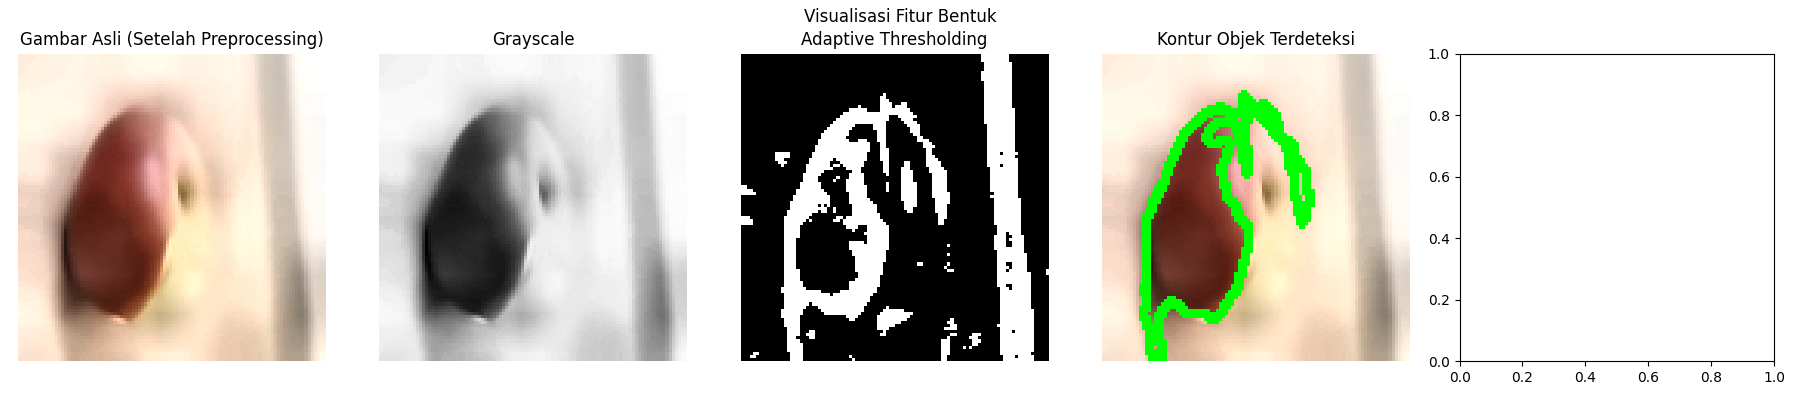 Gambar Asli (Setelah Preprocessing)
Grayscale
Visualisasi Fitur Bentuk
Adaptive Thresholding
Kontur Objek Terdeteksi
1.0
0.8
0.6
0.4
0.2
0.0
0.0 0.2 0.4 0.6 0.8 1.0